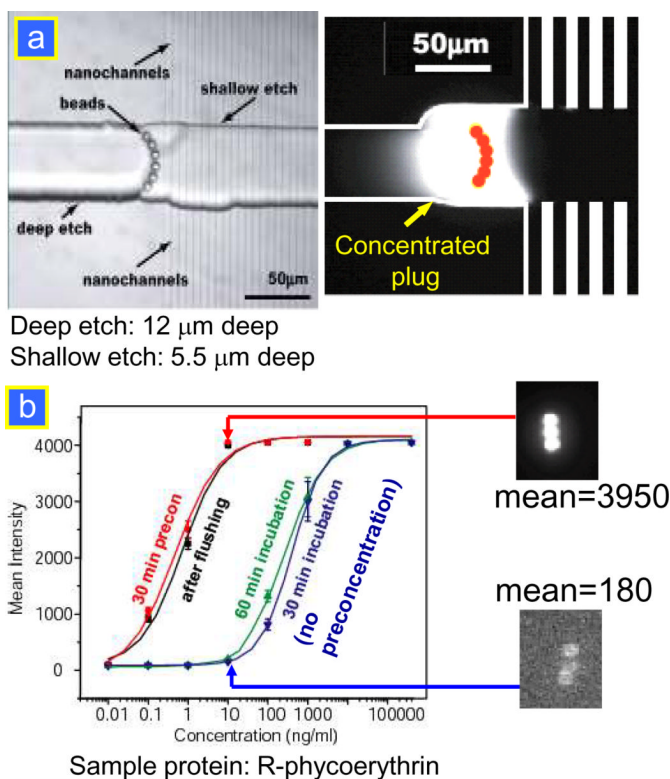 a
nanochannels
beads
shallow etch
deep etch
nanochannels
50μm
50μm
Concentrated
plug
Deep etch: 12 μm deep
Shallow etch: 5.5 μm deep
b
4000
3000
2000
1000
0
Mean Intensity
30 min precon
after flushing
60 min incubation
30 min incubation
(no
preconcentration)
0.01 0.1 1 10 100 1000 100000
Concentration (ng/ml)
mean=3950
mean=180
Sample protein: R-phycoerythrin